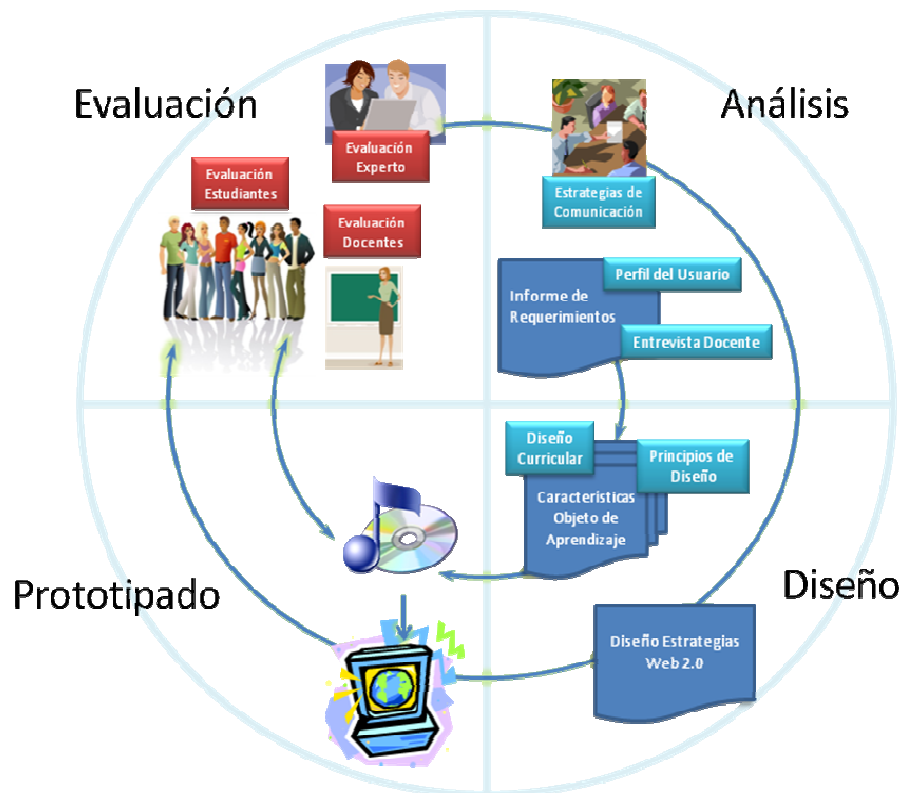 Evaluación
Análisis
Evaluación
Experto
Evaluación
Estudiantes
Evaluación
Docentes
Estrategias de
Comunicación
Perfil del Usuario
Informe de
Requerimientos
Entrevista Docente
Diseño
Curricular
Principios de
Diseño
Características
Objeto de
Aprendizaje
Prototipado
Diseño
Diseño Estrategias
Web 2.0